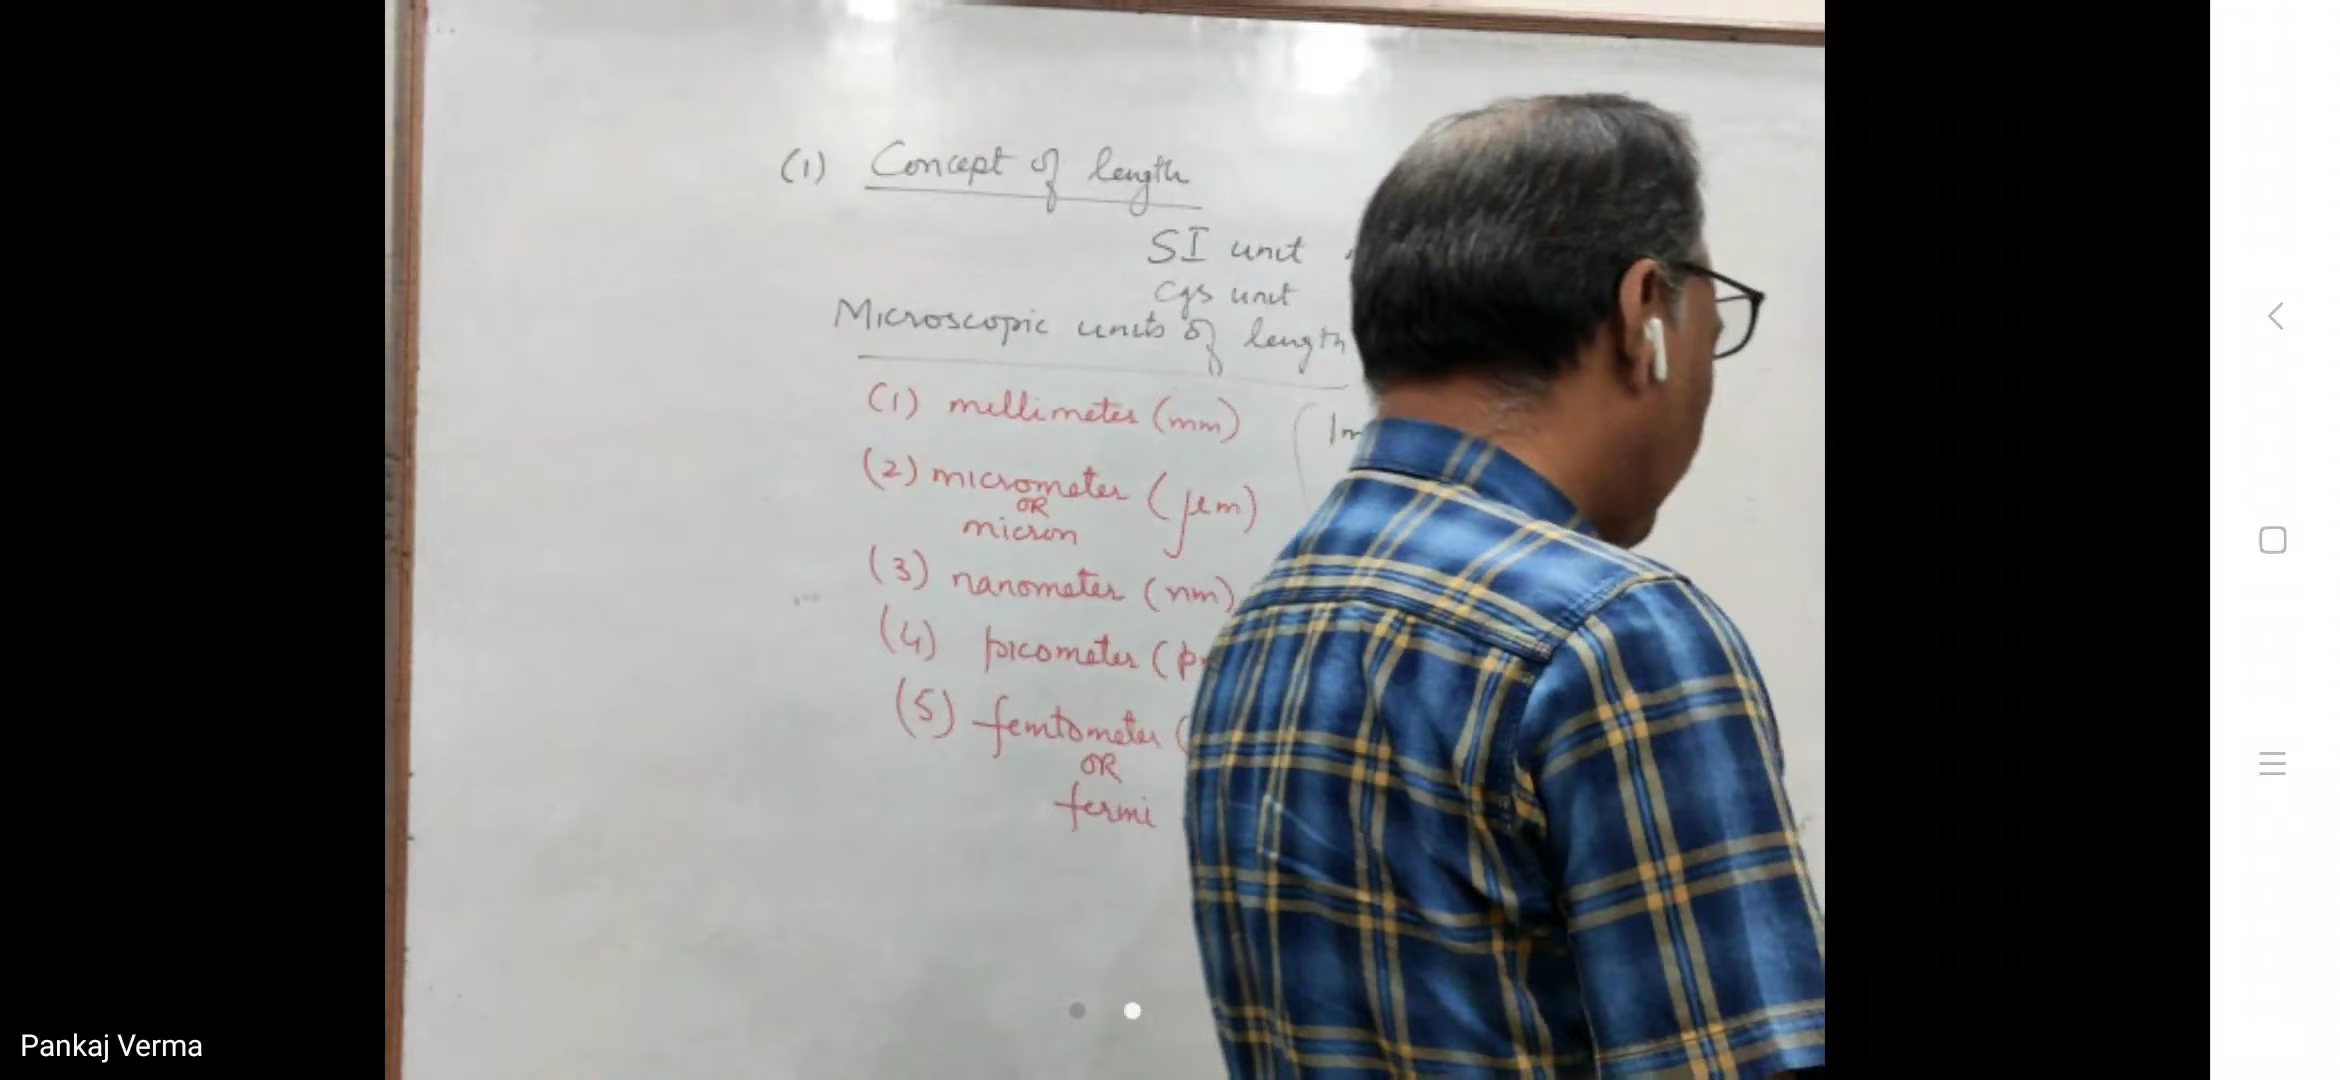 (1) Concept of length
SI unit
cgs unit
Microscopic units of length
(1) millimeter (mm)
(2) micrometer (μm)
OR
micron
(3) nanometer (nm)
(4) picometer (p
(5) femtometer (
OR
fermi
Pankaj Verma